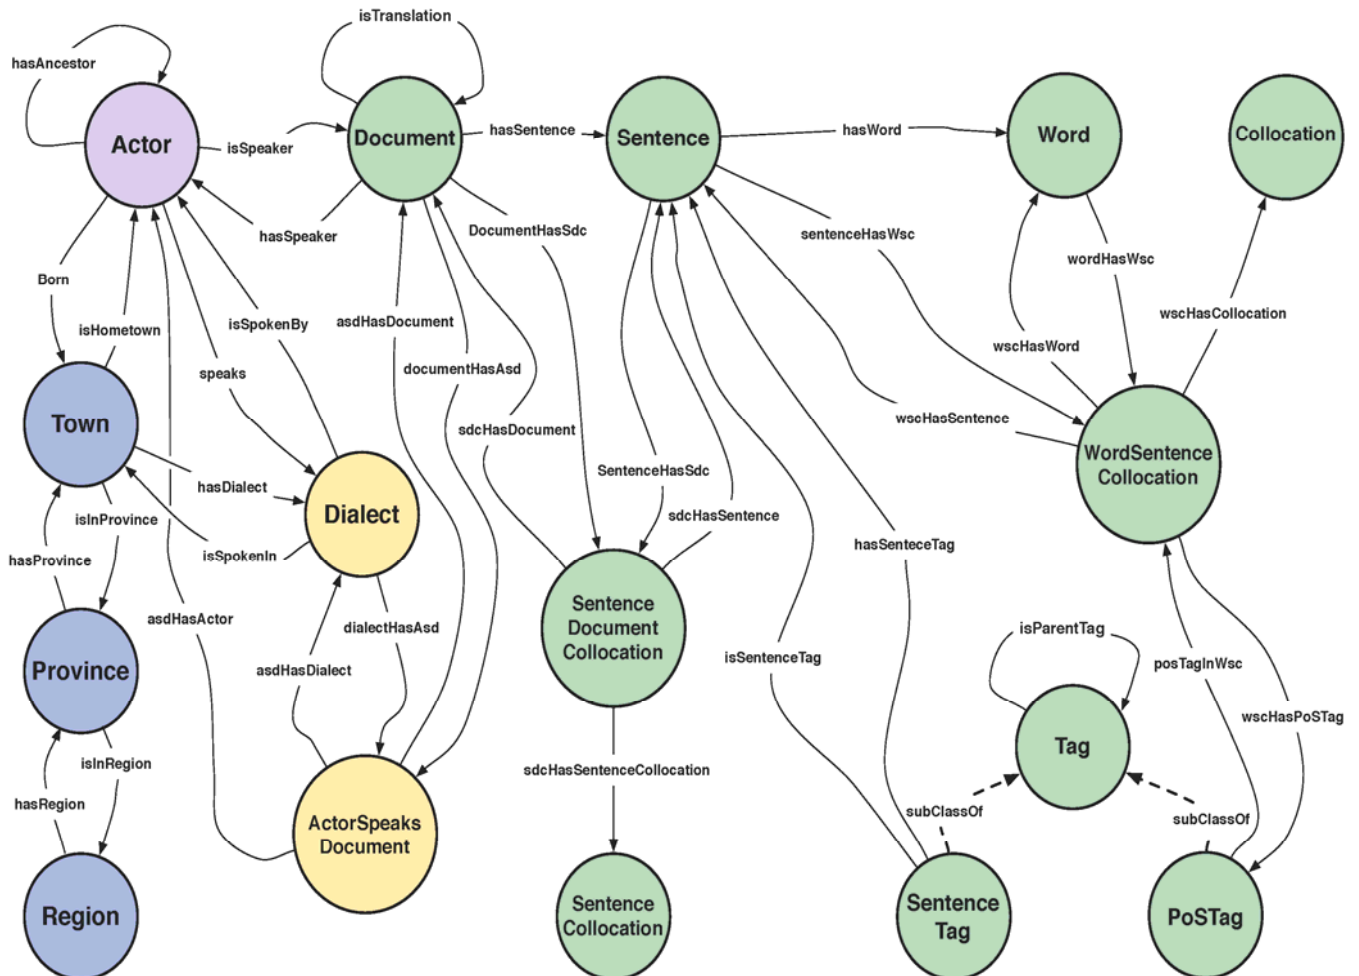 isTranslation
hasAncestor
Actor
isSpeaker
Document
hasSentence
Sentence
hasWord
Word
Collocation
hasSpeaker
DocumentHasSdc
sentenceHasWsc
wordHasWsc
Born
isHometown
isSpokenBy
asdHasDocument
wscHasCollocation
wscHasWord
speaks
documentHasAsd
Town
sdcHasDocument
wscHasSentence
WordSentence
Collocation
SentenceHasSdc
hasDialect
Dialect
isInProvince
sdcHasSentence
hasProvince
isSpokenIn
hasSenteceTag
asdHasActor
dialectHasAsd
Sentence
Document
Collocation
isParentTag
Province
asdHasDialect
isSentenceTag
posTagInWsc
wscHasPoSTag
Tag
isInRegion
sdcHasSentenceCollocation
hasRegion
subClassOf
subClassOf
ActorSpeaks
Document
Region
Sentence
Collocation
Sentence
Tag
PoSTag